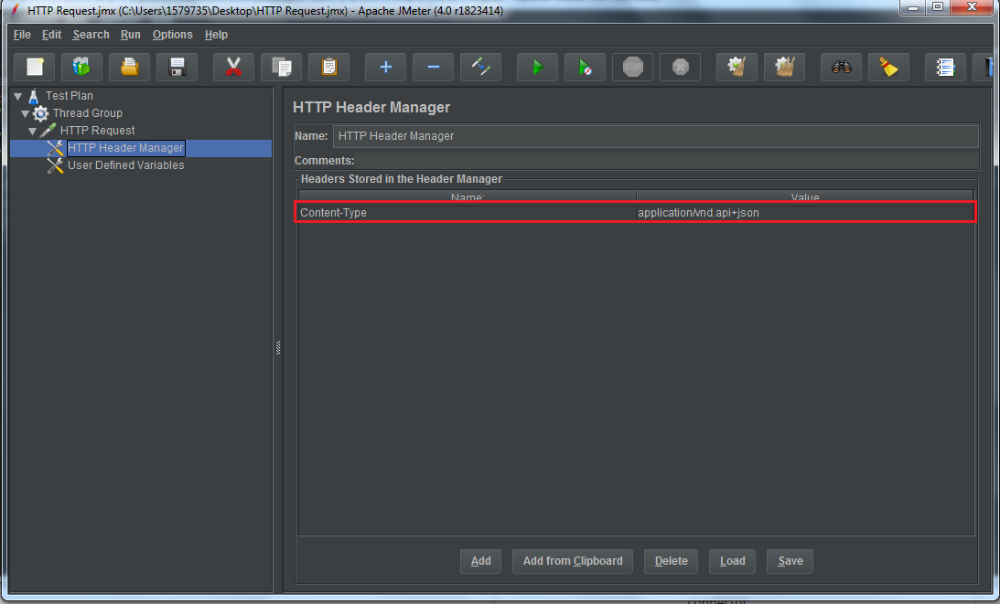 HTTP Request.jmx (C:\Users\1579735\Desktop\HTTP Request.jmx) - Apache JMeter (4.0 r1823414)
File Edit Search Run Options Help
STOP
Test Plan
Thread Group
HTTP Request
HTTP Header Manager
User Defined Variables
HTTP Header Manager
Name: HTTP Header Manager
Comments:
Headers Stored in the Header Manager
Name: Value
Content-Type application/vnd.api+json
Add Add from Clipboard Delete Load Save
connector